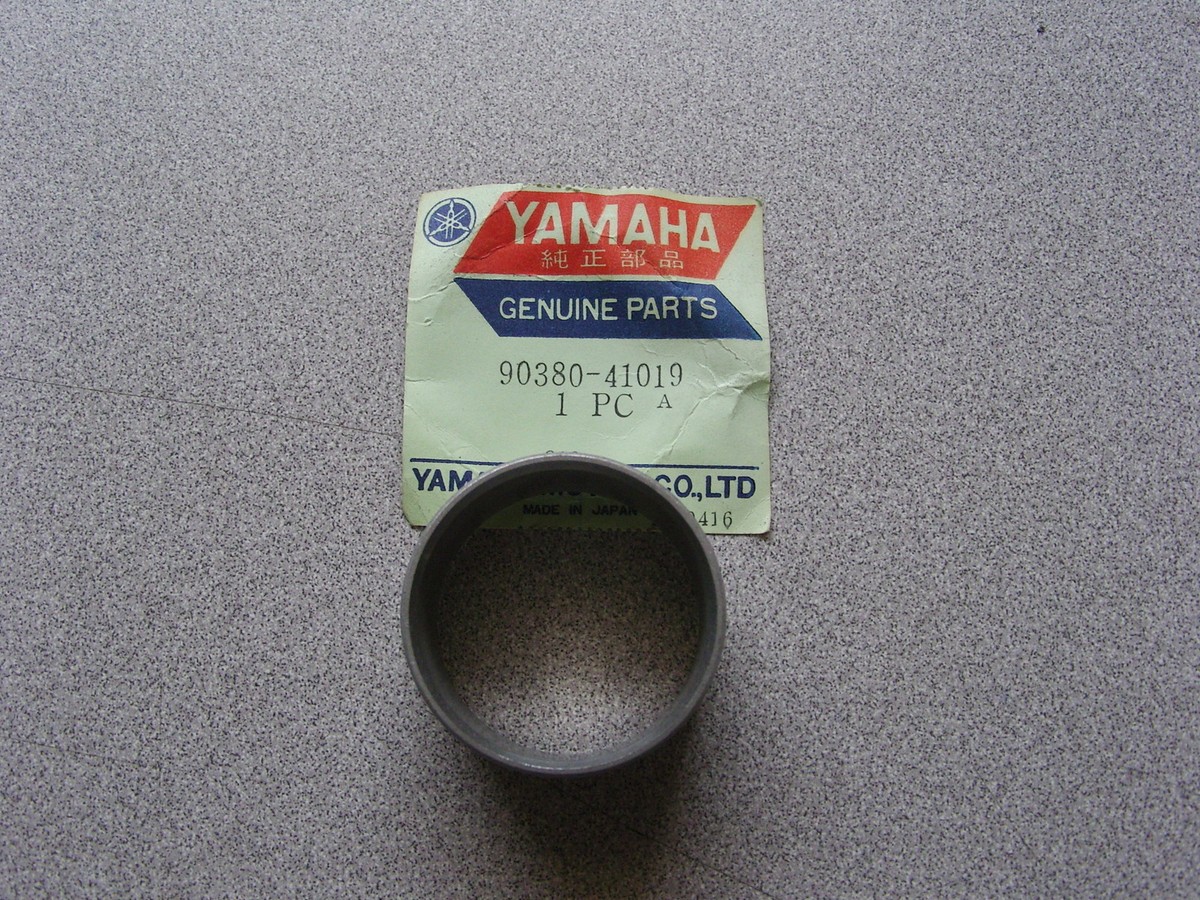 YAMAHA
純正部品
GENUINE PARTS
90380-41019
1 PC A
CO.,LTD
MADE IN JAPAN